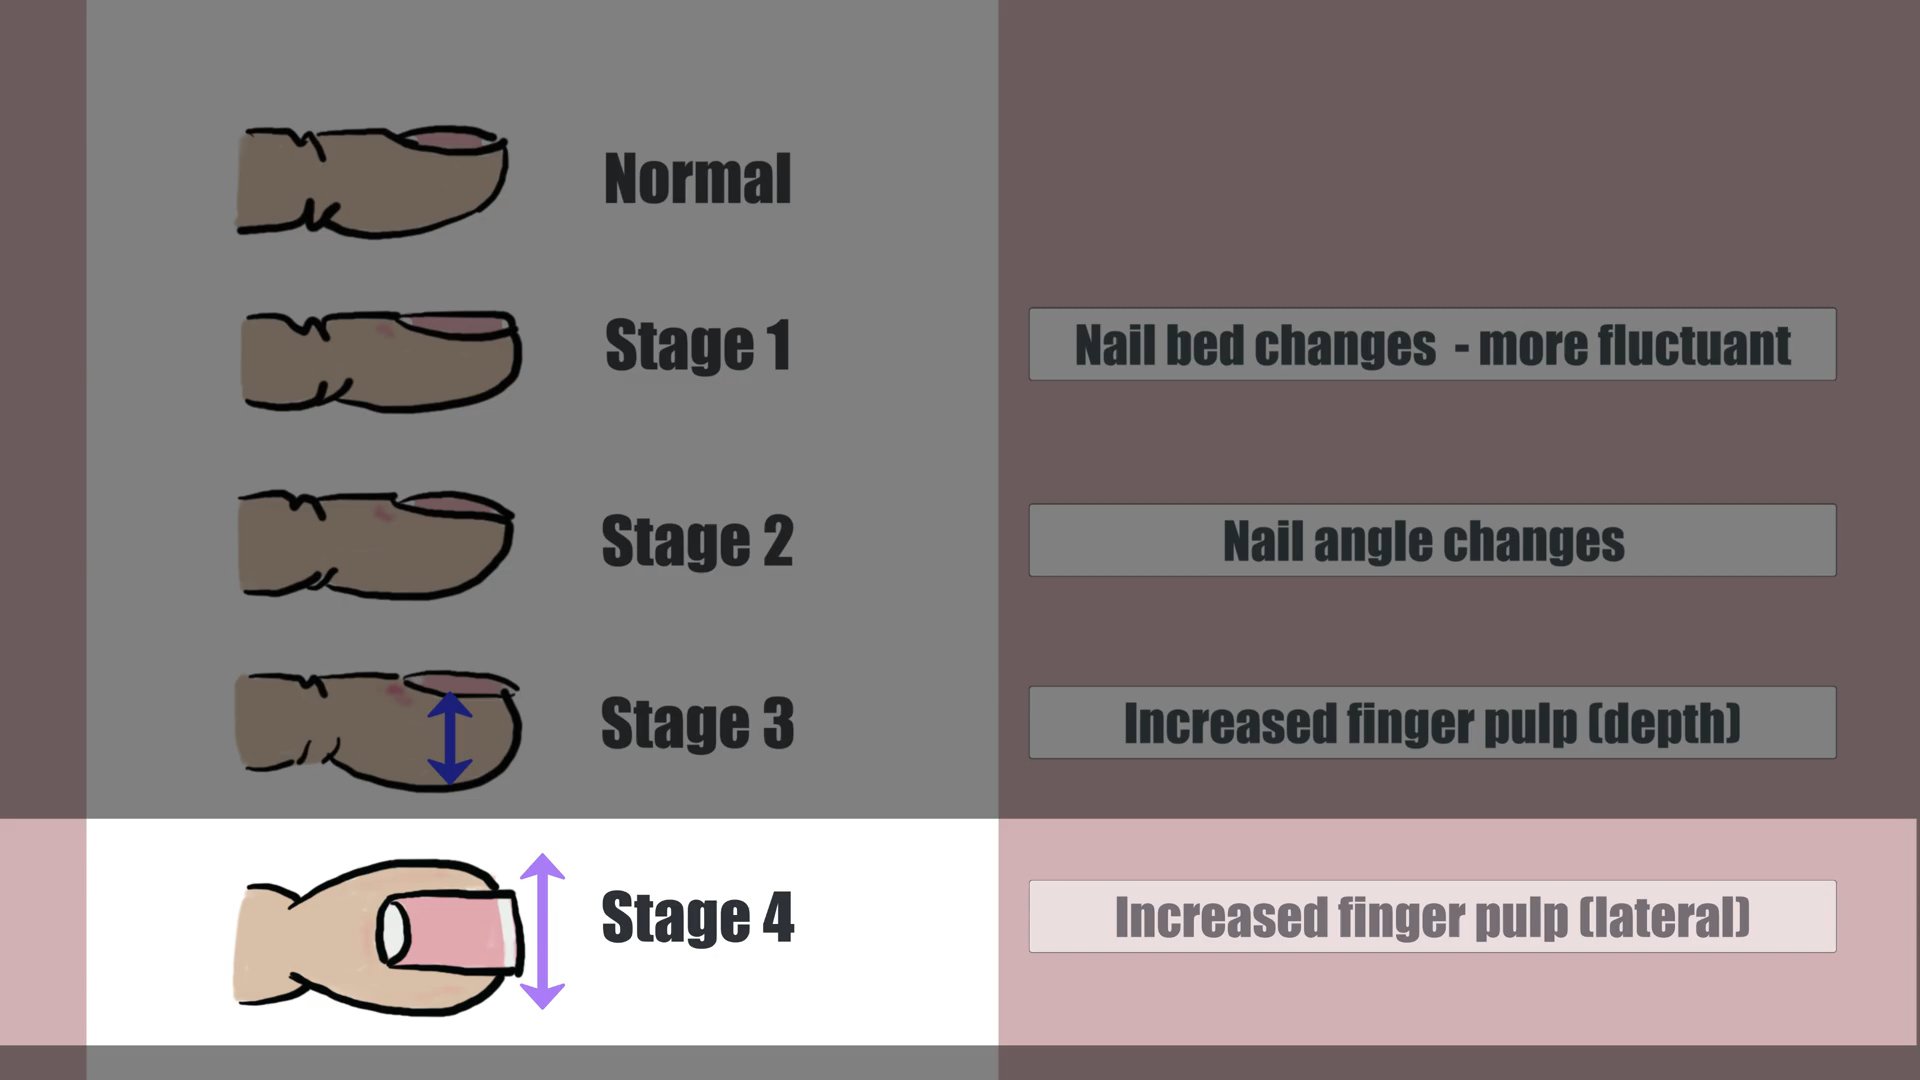 Normal
Stage 1
Nail bed changes - more fluctuant
Stage 2
Nail angle changes
Stage 3
Increased finger pulp (depth)
Stage 4
Increased finger pulp (lateral)